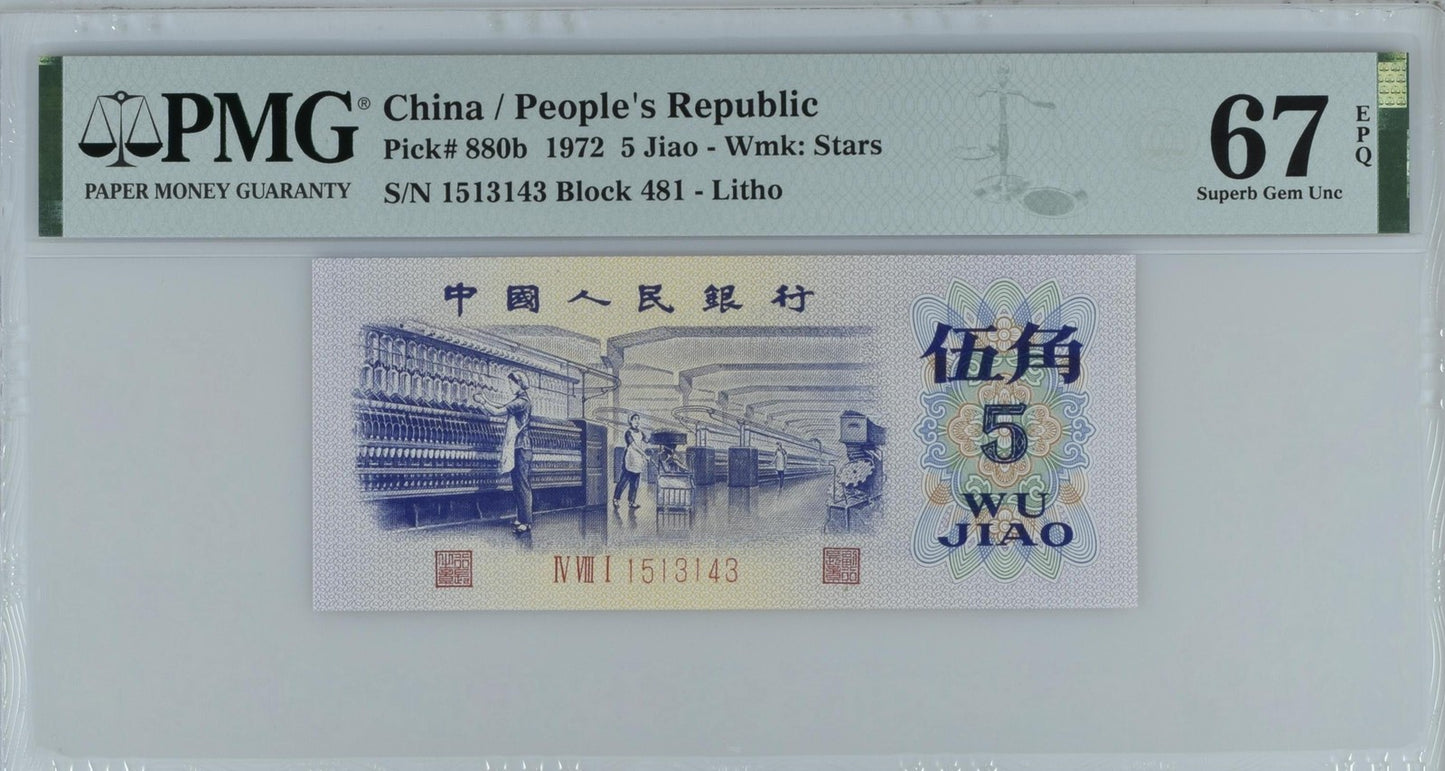 PMG®
PAPER MONEY GUARANTY
China / People's Republic
Pick# 880b 1972 5 Jiao - Wmk: Stars
S/N 1513143 Block 481 - Litho
67
EPQ
Superb Gem Unc
中國人民銀行
伍角
5
WU
JIAO
IV VIII I 1513143